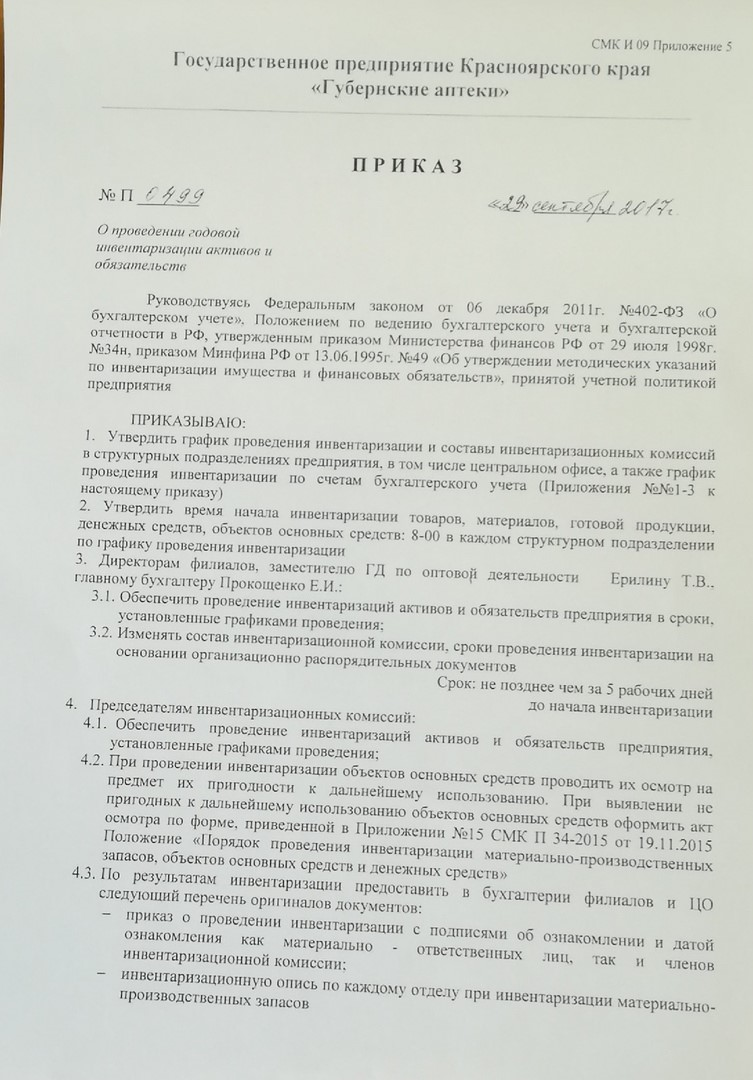 СМК И 09 Приложение 5
Государственное предприятие Красноярского края
«Губернские аптеки»
ПРИКАЗ
№ П 0499
«29» сентября 2017г.
О проведении годовой
инвентаризации активов и
обязательств
Руководствуясь Федеральным законом от 06 декабря 2011г. №402-ФЗ «О
бухгалтерском учете», Положением по ведению бухгалтерского учета и бухгалтерской
отчетности в РФ, утвержденным приказом Министерства финансов РФ от 29 июля 1998г.
№34н, приказом Минфина РФ от 13.06.1995г. №49 «Об утверждении методических указаний
по инвентаризации имущества и финансовых обязательств», принятой учетной политикой
предприятия
ПРИКАЗЫВАЮ:
1. Утвердить график проведения инвентаризации и составы инвентаризационных комиссий
в структурных подразделениях предприятия, в том числе центральном офисе, а также график
проведения инвентаризации по счетам бухгалтерского учета (Приложения №№1-3 к
настоящему приказу)
2. Утвердить время начала инвентаризации товаров, материалов, готовой продукции,
денежных средств, объектов основных средств: 8-00 в каждом структурном подразделении
по графику проведения инвентаризации
3. Директорам филиалов, заместителю ГД по оптовой деятельности Ерилину Т.В.,
главному бухгалтеру Прокощенко Е.И.:
3.1. Обеспечить проведение инвентаризаций активов и обязательств предприятия в сроки,
установленные графиками проведения;
3.2. Изменять состав инвентаризационной комиссии, сроки проведения инвентаризации на
основании организационно распорядительных документов
Срок: не позднее чем за 5 рабочих дней
до начала инвентаризации
4. Председателям инвентаризационных комиссий:
4.1. Обеспечить проведение инвентаризаций активов и обязательств предприятия,
установленные графиками проведения;
4.2. При проведении инвентаризации объектов основных средств проводить их осмотр на
предмет их пригодности к дальнейшему использованию. При выявлении не
пригодных к дальнейшему использованию объектов основных средств оформить акт
осмотра по форме, приведенной в Приложении №15 СМК П 34-2015 от 19.11.2015
Положение «Порядок проведения инвентаризации материально-производственных
запасов, объектов основных средств и денежных средств»
4.3. По результатам инвентаризации предоставить в бухгалтерии филиалов и ЦО
следующий перечень оригиналов документов:
– приказ о проведении инвентаризации с подписями об ознакомлении и датой
ознакомления как материально - ответственных лиц, так и членов
инвентаризационной комиссии;
– инвентаризационную опись по каждому отделу при инвентаризации материально-
производственных запасов